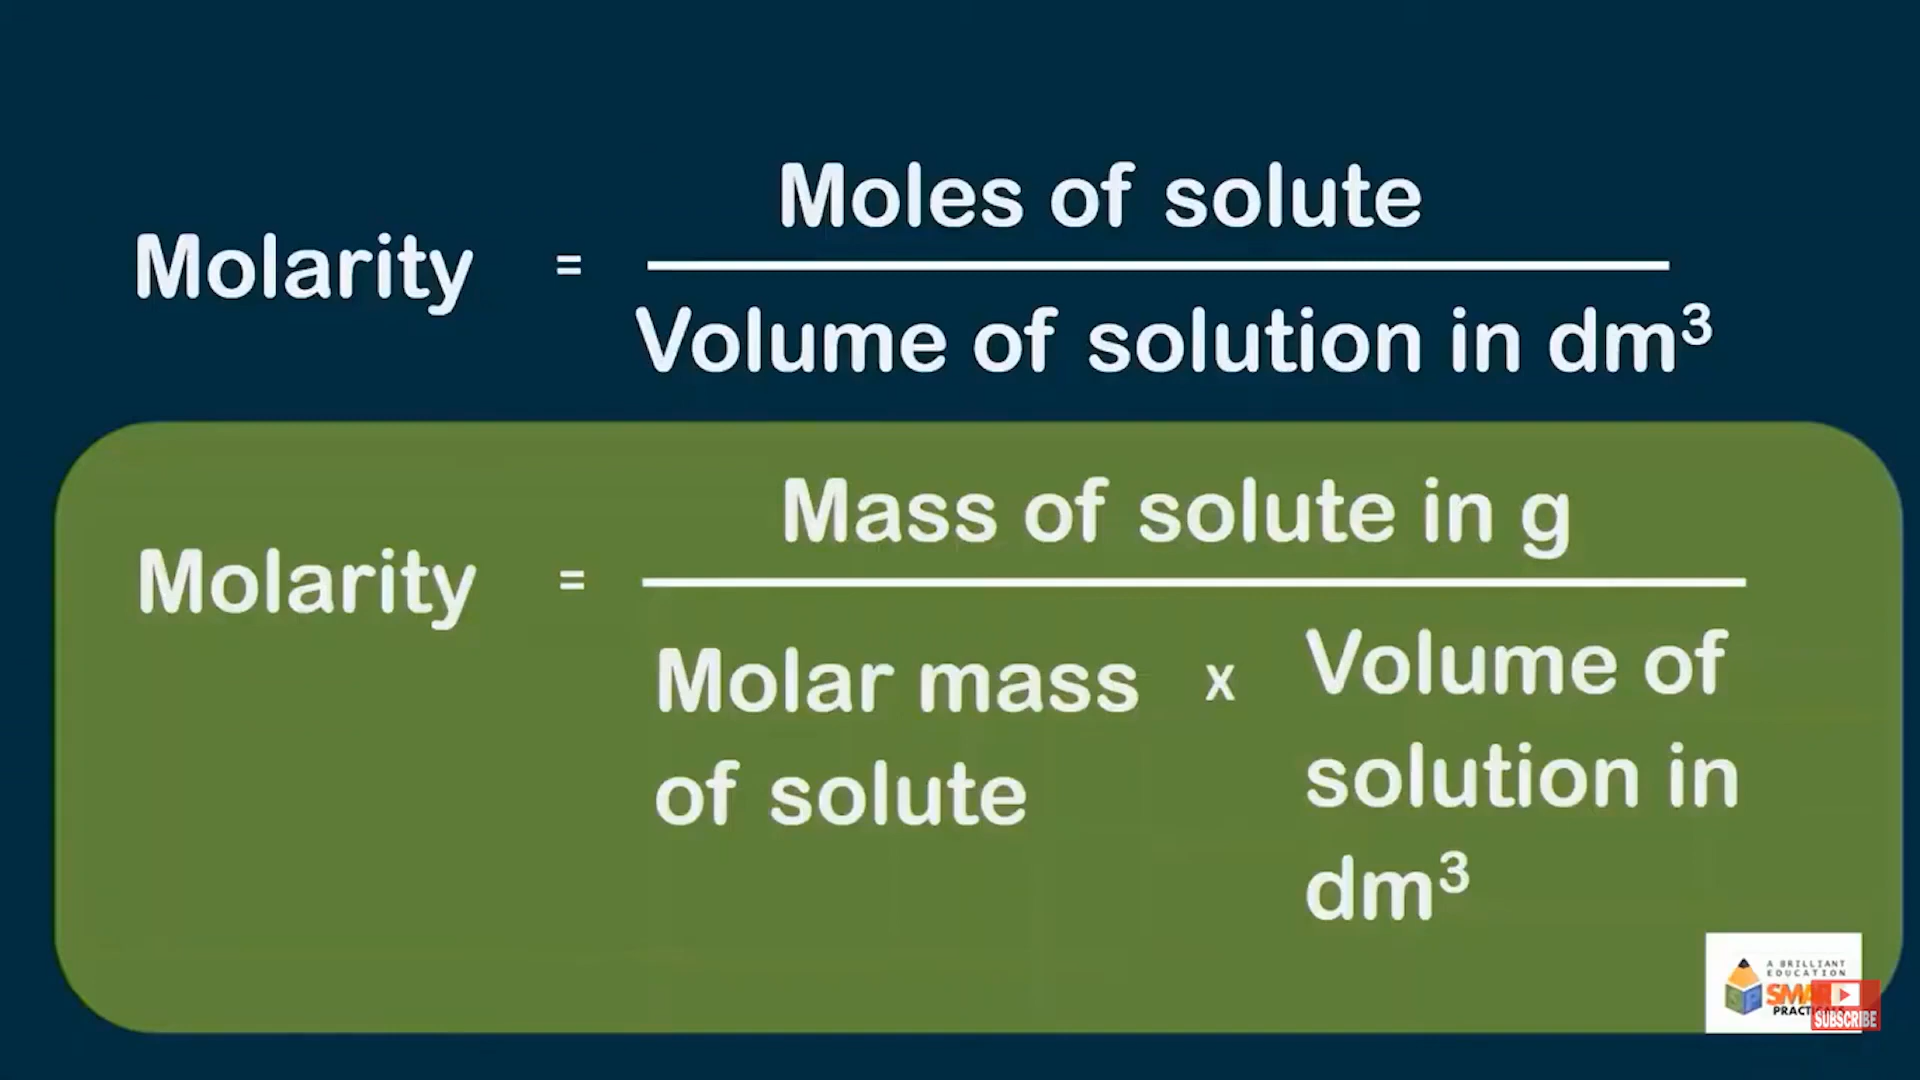 Moles of solute
Molarity =
Volume of solution in dm³
Mass of solute in g
Molarity =
Molar mass x Volume of
of solute solution in
dm³
A BRILLIANT
EDUCATION
SP
SUBSCRIBE